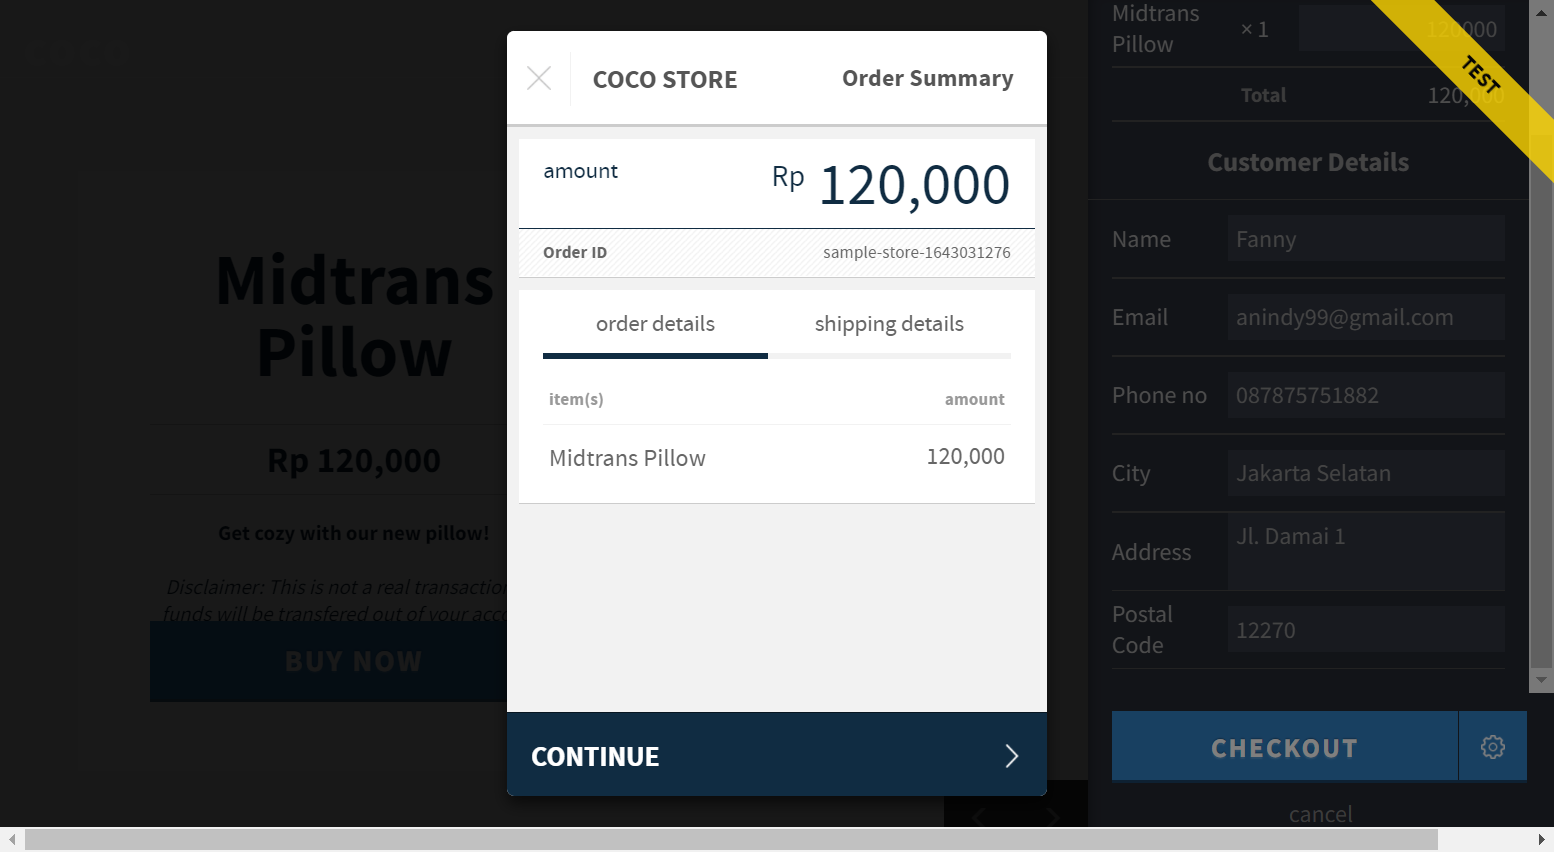 COCO STORE
Order Summary
amount
Rp 120,000
Order ID
sample-store-1643031276
order details
shipping details
item(s)
amount
Midtrans Pillow
120,000
CONTINUE
Midtrans
Pillow
Rp 120,000
Get cozy with our new pillow!
Disclaimer: This is not a real transaction
funds will be transfered out of your acco
BUY NOW
Midtrans
Pillow
× 1
120000
Total
120,000
TEST
Customer Details
Name
Fanny
Email
anindy99@gmail.com
Phone no
087875751882
City
Jakarta Selatan
Address
Jl. Damai 1
Postal
Code
12270
CHECKOUT
cancel